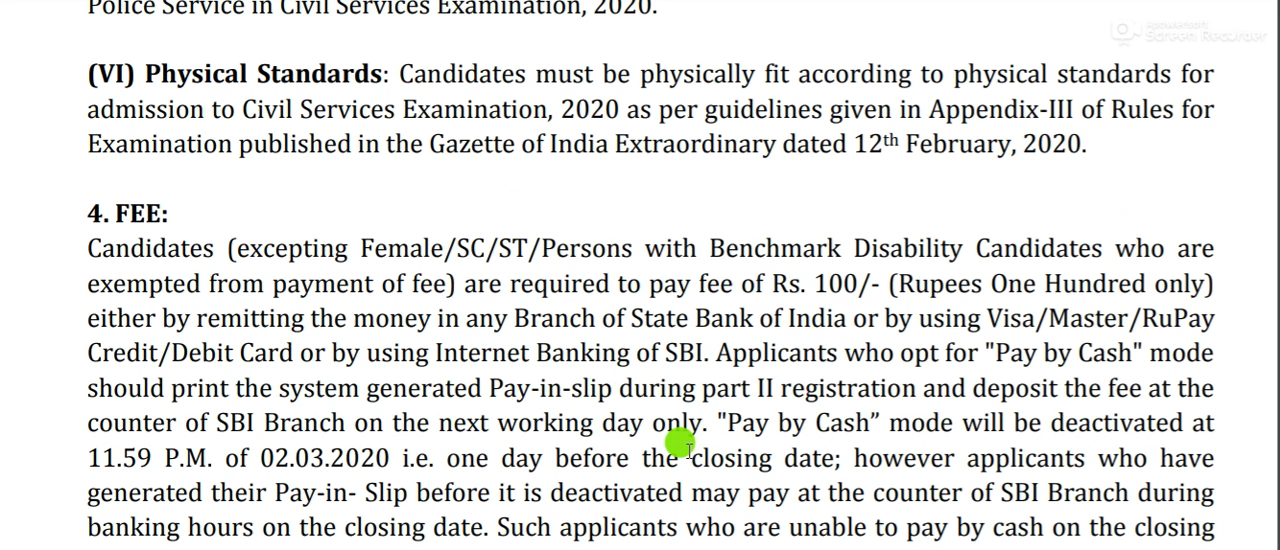 Police Service in Civil Services Examination, 2020.
Apowersoft
Screen Recorder
(VI) Physical Standards: Candidates must be physically fit according to physical standards for
admission to Civil Services Examination, 2020 as per guidelines given in Appendix-III of Rules for
Examination published in the Gazette of India Extraordinary dated 12th February, 2020.
4. FEE:
Candidates (excepting Female/SC/ST/Persons with Benchmark Disability Candidates who are
exempted from payment of fee) are required to pay fee of Rs. 100/- (Rupees One Hundred only)
either by remitting the money in any Branch of State Bank of India or by using Visa/Master/RuPay
Credit/Debit Card or by using Internet Banking of SBI. Applicants who opt for "Pay by Cash" mode
should print the system generated Pay-in-slip during part II registration and deposit the fee at the
counter of SBI Branch on the next working day only. "Pay by Cash” mode will be deactivated at
11.59 P.M. of 02.03.2020 i.e. one day before the closing date; however applicants who have
generated their Pay-in- Slip before it is deactivated may pay at the counter of SBI Branch during
banking hours on the closing date. Such applicants who are unable to pay by cash on the closing